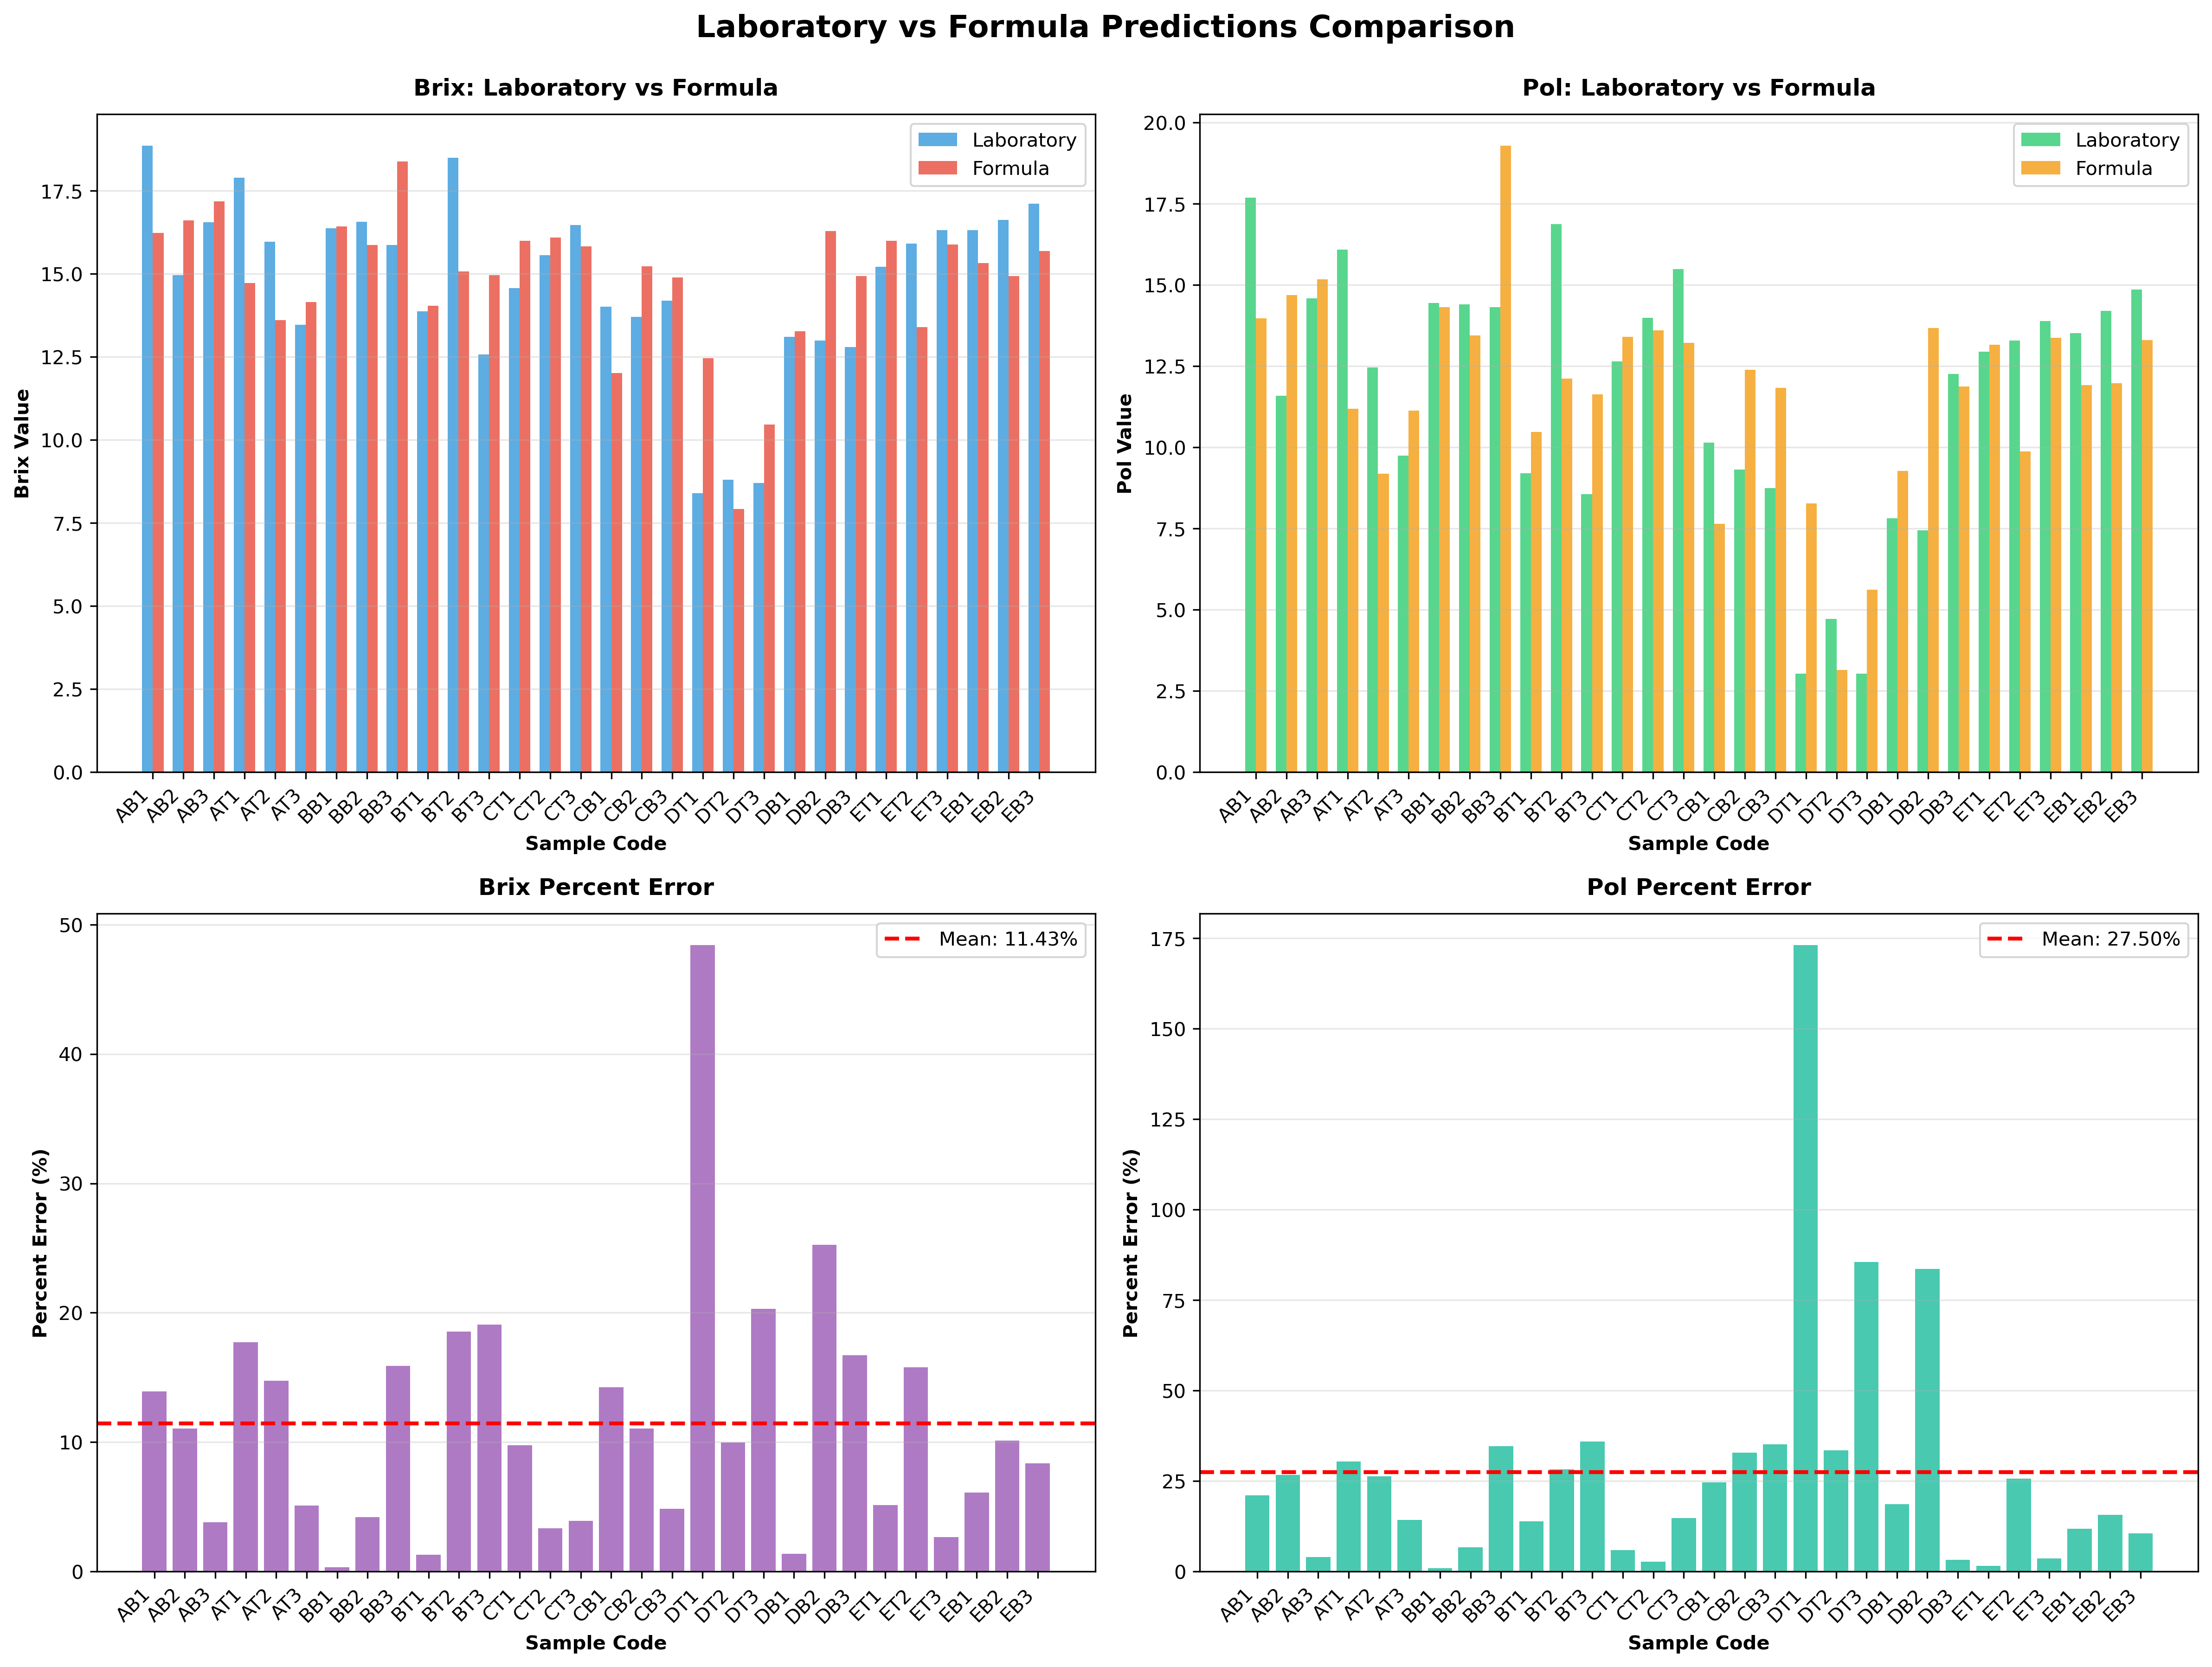 Laboratory vs Formula Predictions Comparison
Brix: Laboratory vs Formula
Laboratory
Formula
17.5
15.0
12.5
10.0
7.5
5.0
2.5
0.0
Brix Value
AB1 AB2 AB3 AT1 AT2 AT3 BB1 BB2 BB3 BT1 BT2 BT3 CT1 CT2 CT3 CB1 CB2 CB3 DT1 DT2 DT3 DB1 DB2 DB3 ET1 ET2 ET3 EB1 EB2 EB3
Sample Code
Pol: Laboratory vs Formula
Laboratory
Formula
20.0
17.5
15.0
12.5
10.0
7.5
5.0
2.5
0.0
Pol Value
AB1 AB2 AB3 AT1 AT2 AT3 BB1 BB2 BB3 BT1 BT2 BT3 CT1 CT2 CT3 CB1 CB2 CB3 DT1 DT2 DT3 DB1 DB2 DB3 ET1 ET2 ET3 EB1 EB2 EB3
Sample Code
Brix Percent Error
Mean: 11.43%
50
40
30
20
10
0
Percent Error (%)
AB1 AB2 AB3 AT1 AT2 AT3 BB1 BB2 BB3 BT1 BT2 BT3 CT1 CT2 CT3 CB1 CB2 CB3 DT1 DT2 DT3 DB1 DB2 DB3 ET1 ET2 ET3 EB1 EB2 EB3
Sample Code
Pol Percent Error
Mean: 27.50%
175
150
125
100
75
50
25
0
Percent Error (%)
AB1 AB2 AB3 AT1 AT2 AT3 BB1 BB2 BB3 BT1 BT2 BT3 CT1 CT2 CT3 CB1 CB2 CB3 DT1 DT2 DT3 DB1 DB2 DB3 ET1 ET2 ET3 EB1 EB2 EB3
Sample Code